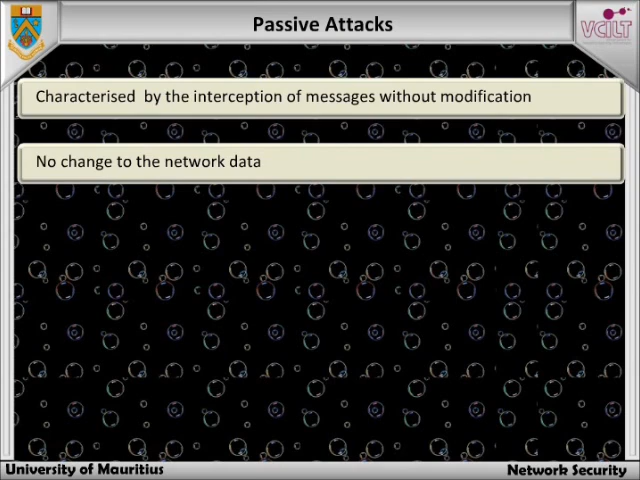 Passive Attacks
VCILT
Characterised  by the interception of messages without modification
No change to the network data
University of Mauritius
Network Security